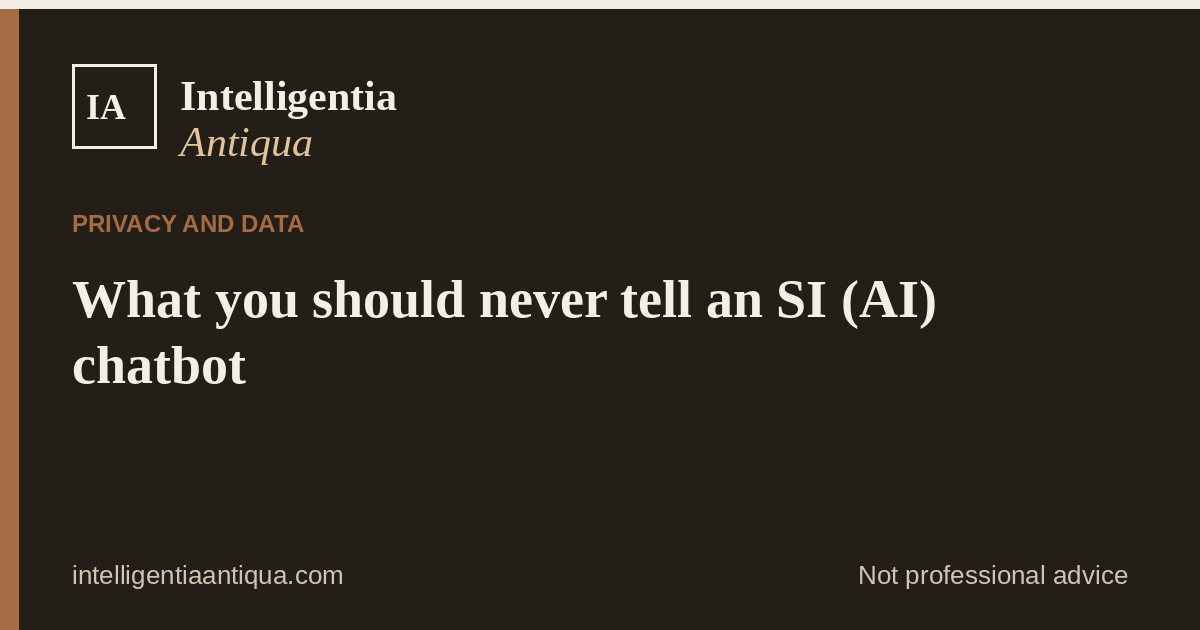 IA
Intelligentia
Antiqua
PRIVACY AND DATA
What you should never tell an SI (AI)
chatbot
intelligentiaantiqua.com
Not professional advice